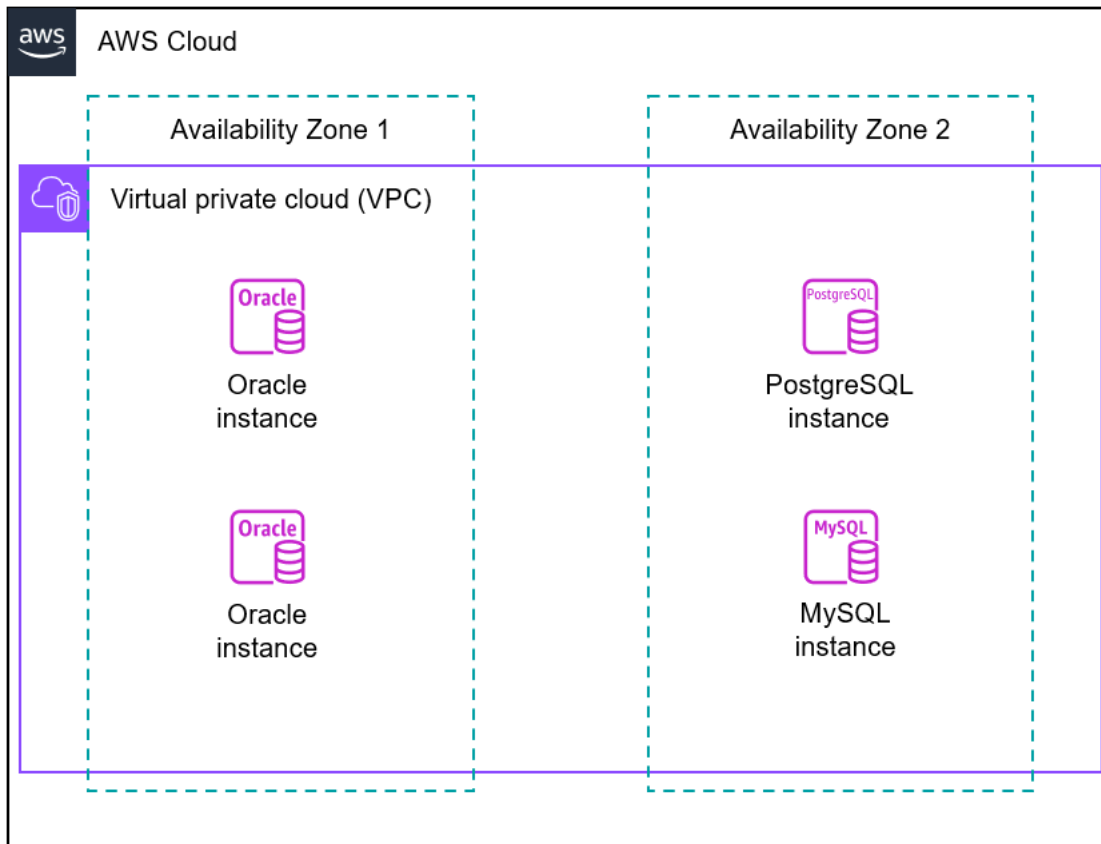 aws
AWS Cloud
Availability Zone 1
Availability Zone 2
Virtual private cloud (VPC)
Oracle
Oracle
instance
PostgreSQL
PostgreSQL
instance
Oracle
Oracle
instance
MySQL
MySQL
instance